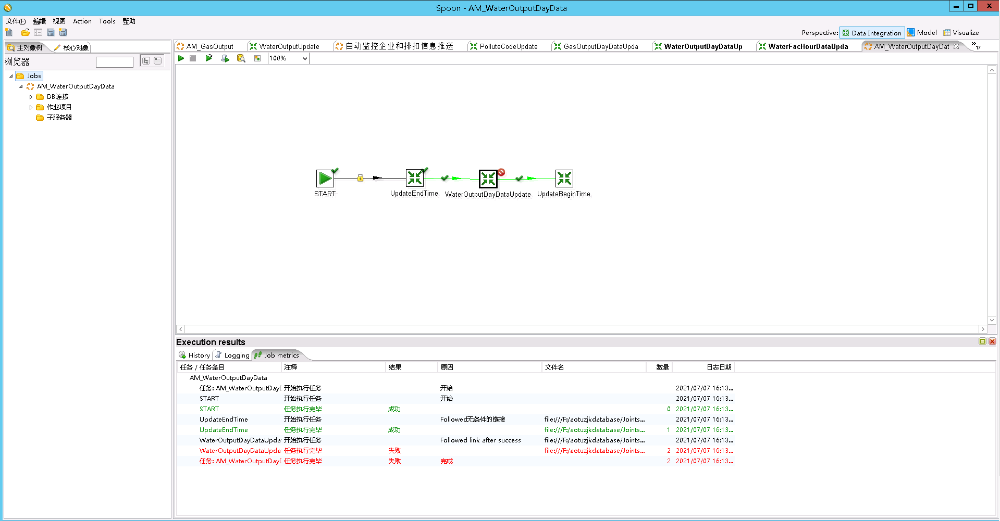 Spoon - AM_WaterOutputDayData
文件(F) 编辑 视图 Action Tools 帮助
Perspective: Data Integration Model Visualize
主对象树 核心对象
AM_GasOutput WaterOutputUpdate 自动监控企业和排扣信息推送 PolluteCodeUpdate GasOutputDayDataUpda WaterOutputDayDataUp WaterFacHourDataUpda AM_WaterOutputDayDat »17
浏览器
100%
Jobs
AM_WaterOutputDayData
DB连接
作业项目
子服务器
START UpdateEndTime WaterOutputDayDataUpdate UpdateBeginTime
Execution results
History Logging Job metrics
任务 / 任务条目 注释 结果 原因 文件名 数量 日志日期
AM_WaterOutputDayData
任务: AM_WaterOutputDayD 开始执行任务 开始 2021/07/07 16:13...
START 开始执行任务 开始 2021/07/07 16:13...
START 任务执行完毕 成功 0 2021/07/07 16:13...
UpdateEndTime 开始执行任务 Followed无条件的链接 file:///F:/aotuzjkdatabase/Joints... 2021/07/07 16:13...
UpdateEndTime 任务执行完毕 成功 file:///F:/aotuzjkdatabase/Joints... 1 2021/07/07 16:13...
WaterOutputDayDataUpda 开始执行任务 Followed link after success file:///F:/aotuzjkdatabase/Joints... 2021/07/07 16:13...
WaterOutputDayDataUpda 任务执行完毕 失败 file:///F:/aotuzjkdatabase/Joints... 2 2021/07/07 16:13...
任务: AM_WaterOutputDayD 任务执行完毕 失败 完成 2 2021/07/07 16:13...